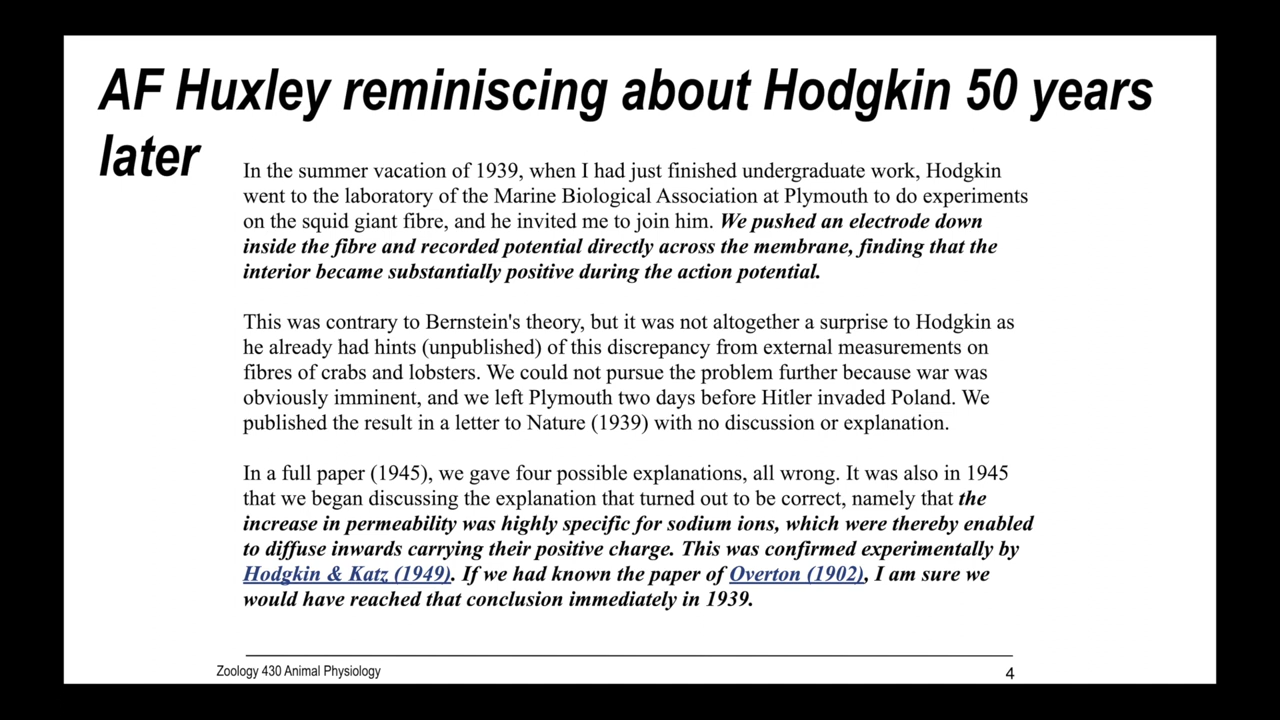 AF Huxley reminiscing about Hodgkin 50 years
later
In the summer vacation of 1939, when I had just finished undergraduate work, Hodgkin
went to the laboratory of the Marine Biological Association at Plymouth to do experiments
on the squid giant fibre, and he invited me to join him. We pushed an electrode down
inside the fibre and recorded potential directly across the membrane, finding that the
interior became substantially positive during the action potential.
This was contrary to Bernstein's theory, but it was not altogether a surprise to Hodgkin as
he already had hints (unpublished) of this discrepancy from external measurements on
fibres of crabs and lobsters. We could not pursue the problem further because war was
obviously imminent, and we left Plymouth two days before Hitler invaded Poland. We
published the result in a letter to Nature (1939) with no discussion or explanation.
In a full paper (1945), we gave four possible explanations, all wrong. It was also in 1945
that we began discussing the explanation that turned out to be correct, namely that the
increase in permeability was highly specific for sodium ions, which were thereby enabled
to diffuse inwards carrying their positive charge. This was confirmed experimentally by
Hodgkin & Katz (1949). If we had known the paper of Overton (1902), I am sure we
would have reached that conclusion immediately in 1939.
Zoology 430 Animal Physiology
4